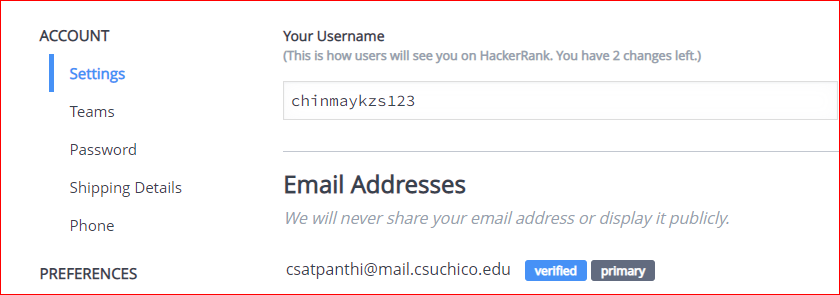 ACCOUNT
Settings
Teams
Password
Shipping Details
Phone
PREFERENCES
Your Username
(This is how users will see you on HackerRank. You have 2 changes left.)
chinmaykzs123
Email Addresses
We will never share your email address or display it publicly.
csatpanthi@mail.csuchico.edu verified primary